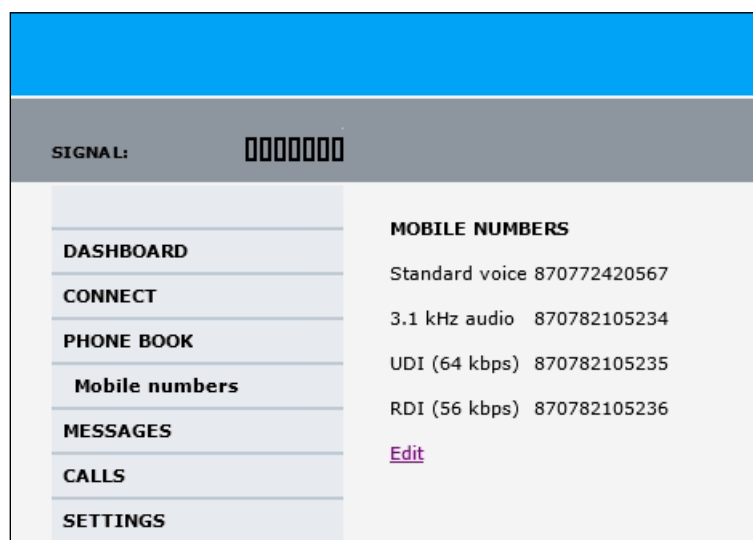 SIGNAL:
DASHBOARD
CONNECT
PHONE BOOK
Mobile numbers
MESSAGES
CALLS
SETTINGS
MOBILE NUMBERS
Standard voice 870772420567
3.1 kHz audio 870782105234
UDI (64 kbps) 870782105235
RDI (56 kbps) 870782105236
Edit